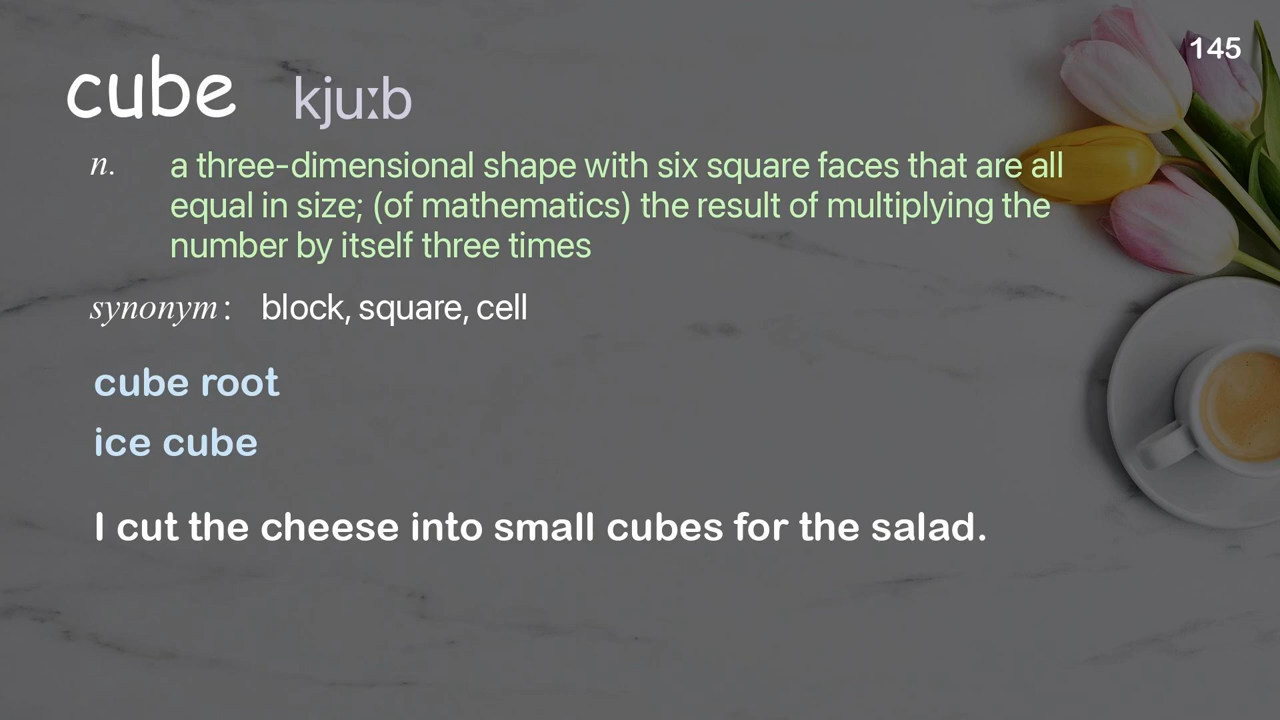 145
cube kjuːb
n. a three-dimensional shape with six square faces that are all
equal in size; (of mathematics) the result of multiplying the
number by itself three times
synonym: block, square, cell
cube root
ice cube
I cut the cheese into small cubes for the salad.